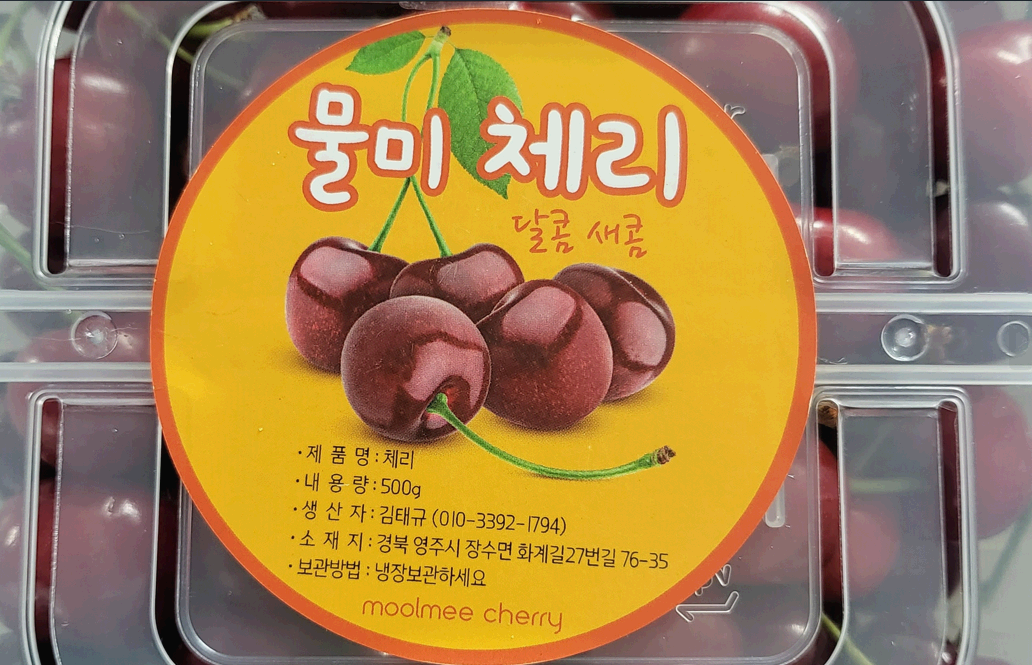 물미 체리
달콤 새콤
·제 품 명 : 체리
·내 용 량 : 500g
·생 산 자 : 김태규 (010-3392-1794)
·소 재 지 : 경북 영주시 장수면 화계길27번길 76-35
·보관방법 : 냉장보관하세요
moolmee cherry